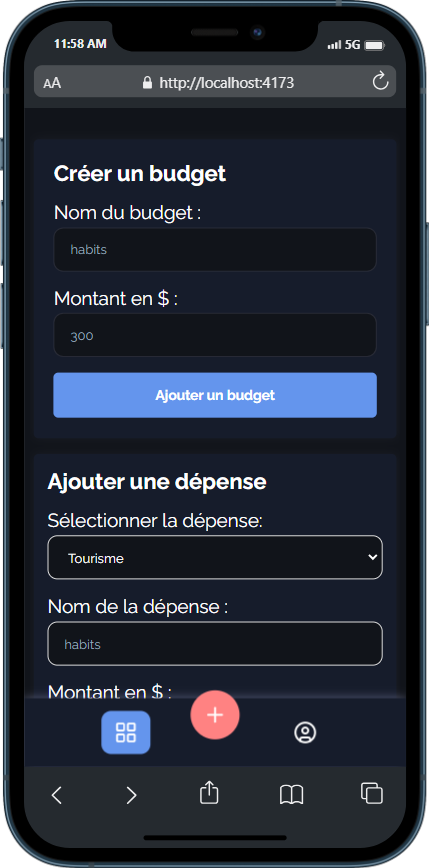 11:58 AM
5G
AA
http://localhost:4173
Créer un budget
Nom du budget :
habits
Montant en $ :
300
Ajouter un budget
Ajouter une dépense
Sélectionner la dépense:
Tourisme
Nom de la dépense :
habits
Montant en $ :